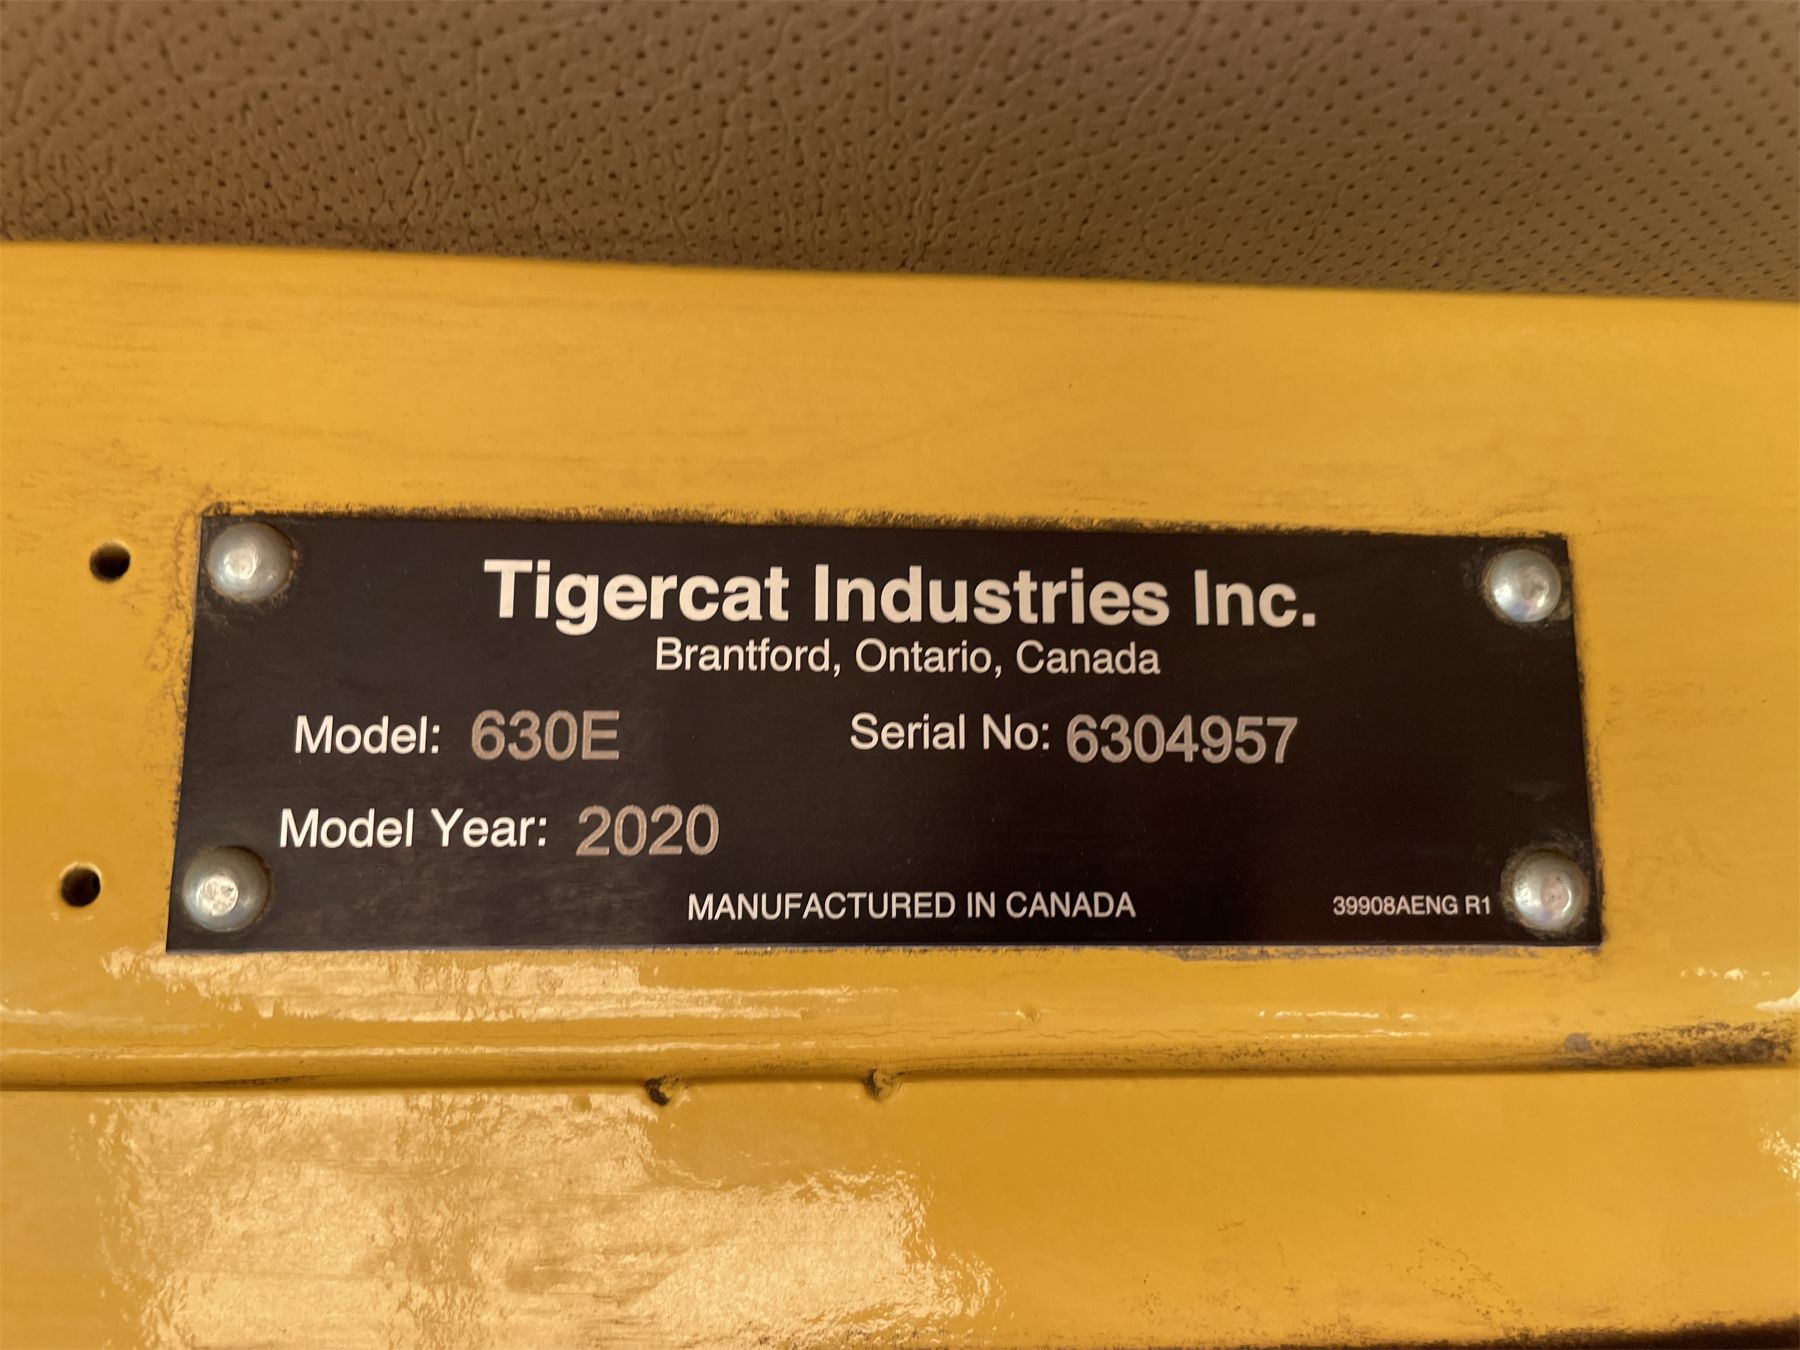 Tigercat Industries Inc.
Brantford, Ontario, Canada
Model: 630E Serial No: 6304957
Model Year: 2020
MANUFACTURED IN CANADA 39908AENG R1